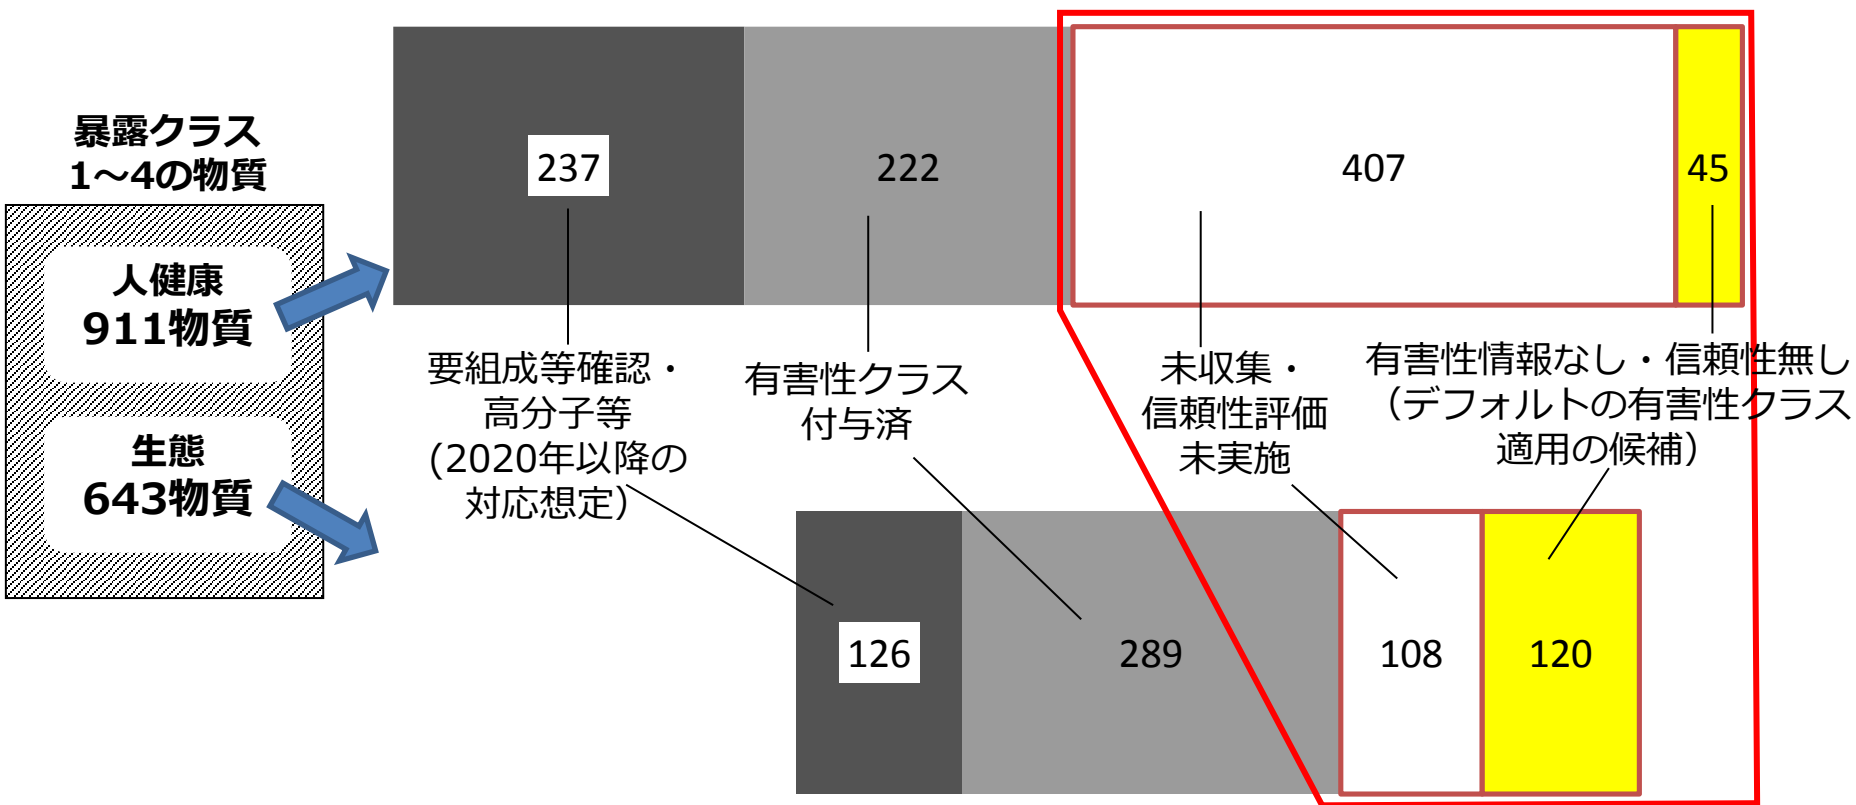 暴露クラス
1～4の物質
人健康
911物質
生態
643物質
237
222
407
45
要組成等確認・
高分子等
(2020年以降の
対応想定）
有害性クラス
付与済
未収集・
信頼性評価
未実施
有害性情報なし・信頼性無し
（デフォルトの有害性クラス
適用の候補）
126
289
108
120